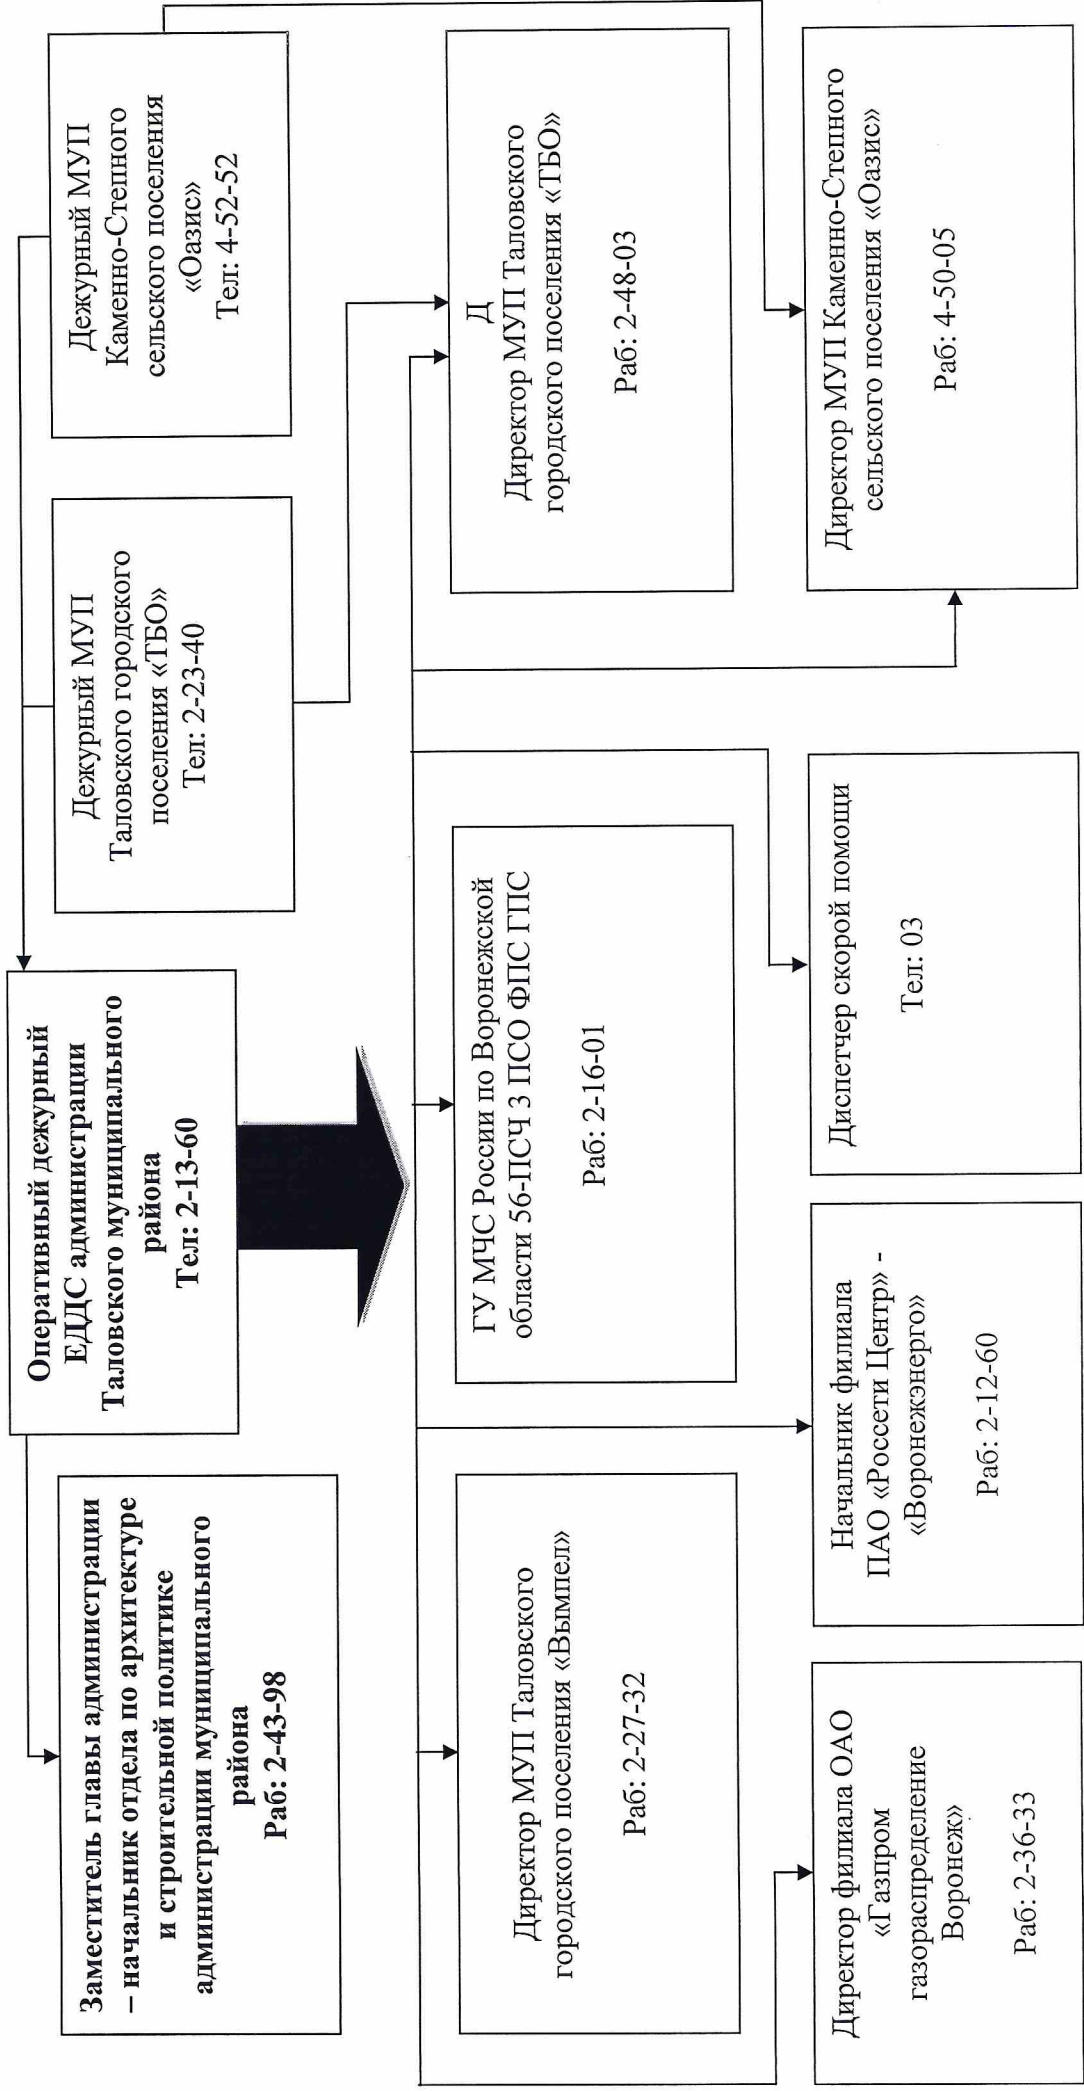 Заместитель главы администрации
– начальник отдела по архитектуре
и строительной политике
администрации муниципального
района
Раб: 2-43-98
Оперативный дежурный
ЕДДС администрации
Таловского муниципального
района
Тел: 2-13-60
Дежурный МУП
Таловского городского
поселения «ТБО»
Тел: 2-23-40
Дежурный МУП
Каменно-Степного
сельского поселения
«Оазис»
Тел: 4-52-52
Директор МУП Таловского
городского поселения «Вымпел»
Раб: 2-27-32
ГУ МЧС России по Воронежской
области 56-ПСЧ 3 ПСО ФПС ГПС
Раб: 2-16-01
Д
Директор МУП Таловского
городского поселения «ТБО»
Раб: 2-48-03
Директор филиала ОАО
«Газпром
газораспределение
Воронеж»
Раб: 2-36-33
Начальник филиала
ПАО «Россети Центр» -
«Воронежэнерго»
Раб: 2-12-60
Диспетчер скорой помощи
Тел: 03
Директор МУП Каменно-Степного
сельского поселения «Оазис»
Раб: 4-50-05